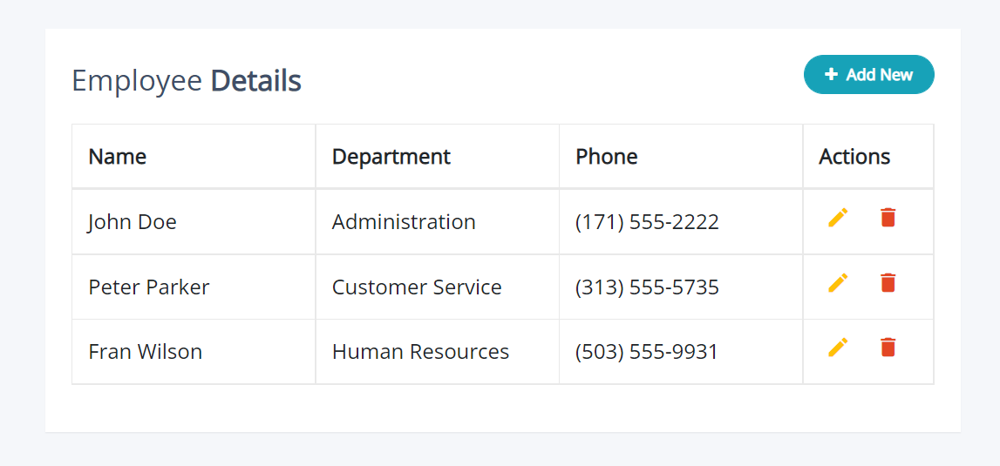 Employee Details
Add New
Name Department Phone Actions
John Doe Administration (171) 555-2222
Peter Parker Customer Service (313) 555-5735
Fran Wilson Human Resources (503) 555-9931